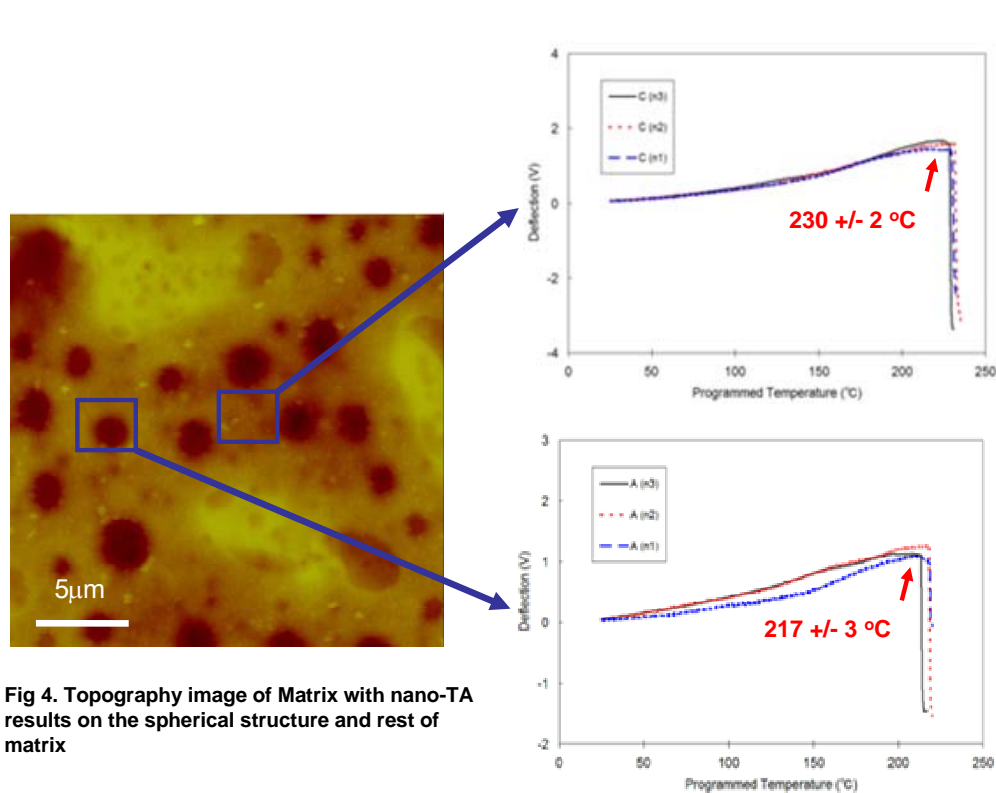 4
2
0
-2
-4
Deflection (V)
C (n3)
C (n2)
C (n1)
230 +/- 2 °C
0 50 100 150 200 250
Programmed Temperature (°C)
5μm
3
2
1
0
-1
-2
Deflection (V)
A (n3)
A (n2)
A (n1)
217 +/- 3 °C
0 50 100 150 200 250
Programmed Temperature (°C)
Fig 4. Topography image of Matrix with nano-TA
results on the spherical structure and rest of
matrix